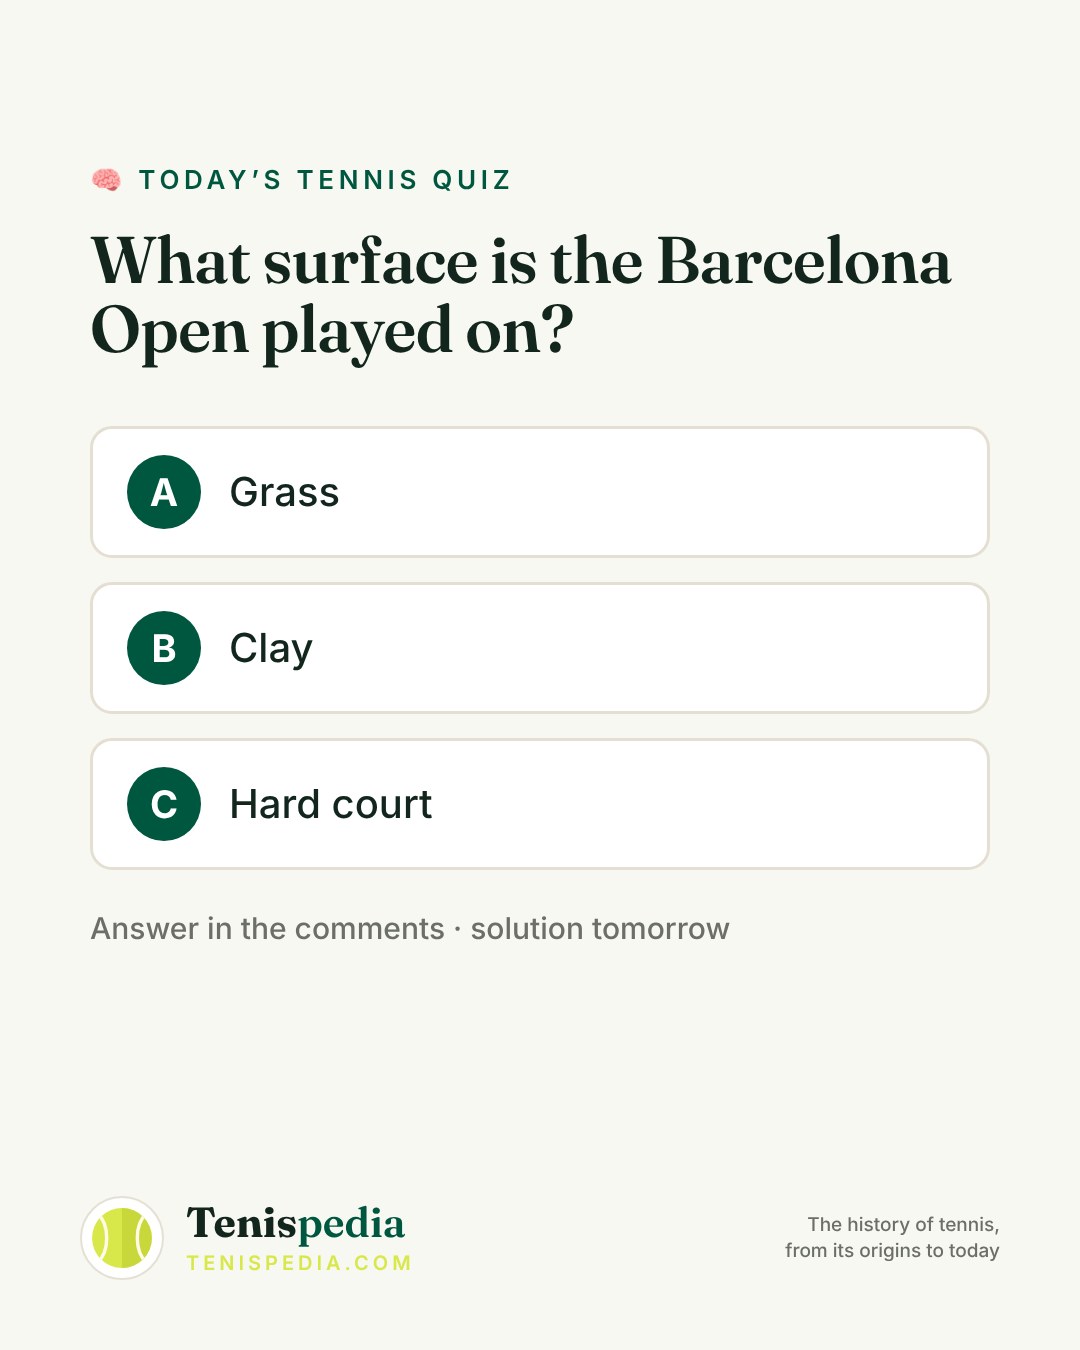 🧠 TODAY’S TENNIS QUIZ
What surface is the Barcelona
Open played on?
A Grass
B Clay
C Hard court
Answer in the comments · solution tomorrow
Tenispedia
TENISPEDIA.COM
The history of tennis,
from its origins to today